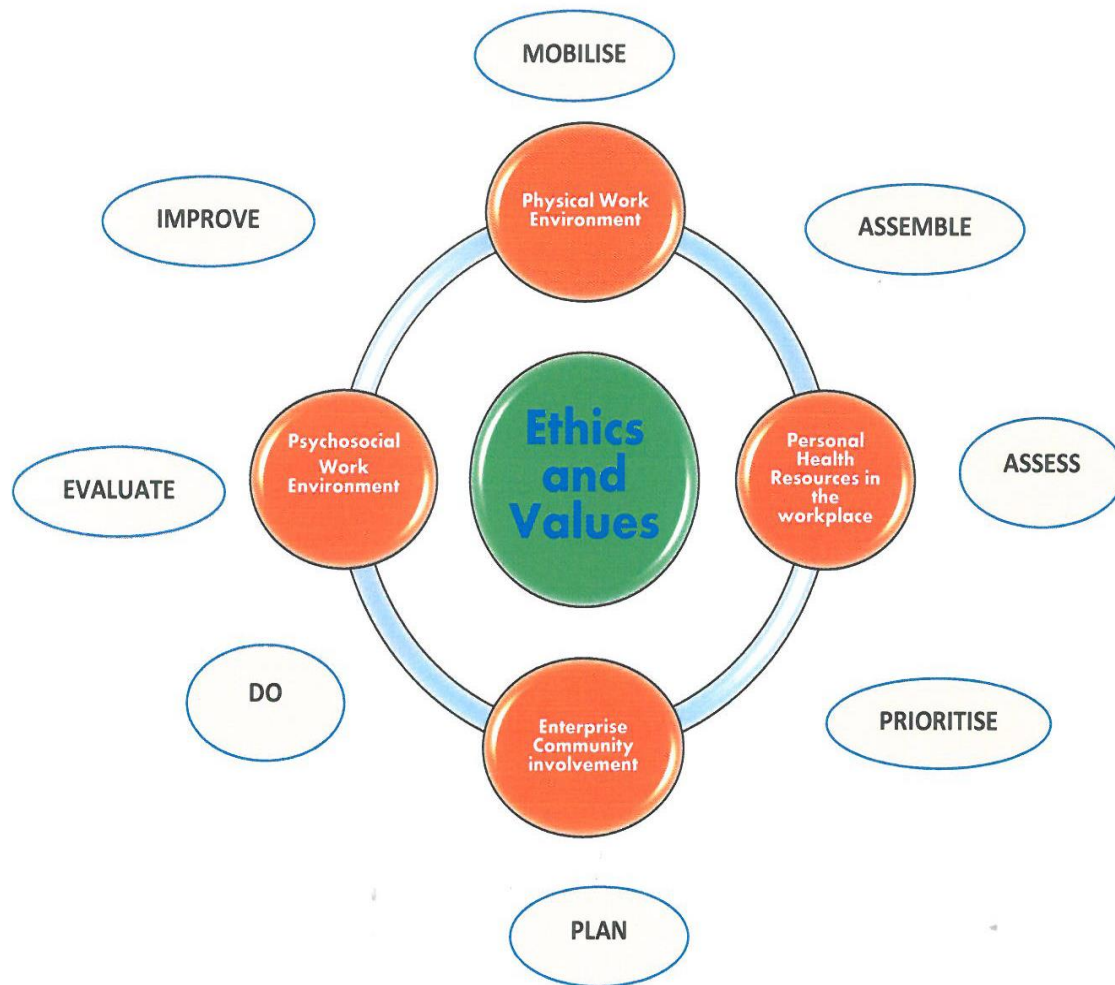 MOBILISE
IMPROVE
Physical Work
Environment
ASSEMBLE
Psychosocial
Work
Environment
Ethics
and
Values
Personal
Health
Resources in
the
workplace
EVALUATE
ASSESS
DO
Enterprise
Community
involvement
PRIORITISE
PLAN